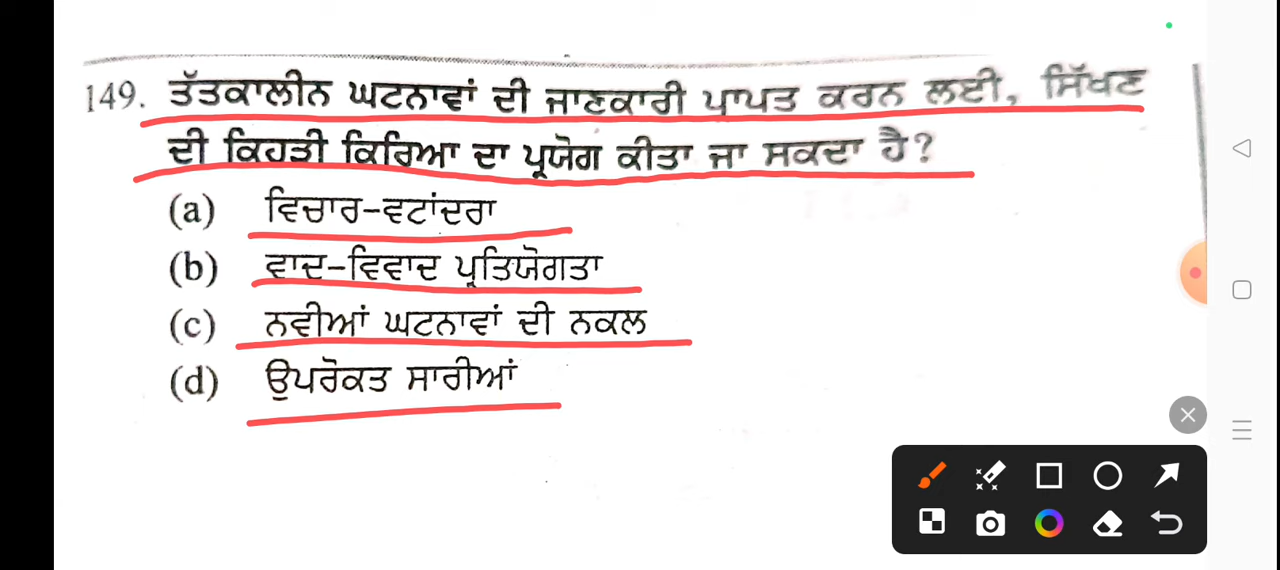 149. ਤੱਤਕਾਲੀਨ ਘਟਨਾਵਾਂ ਦੀ ਜਾਣਕਾਰੀ ਪ੍ਰਾਪਤ ਕਰਨ ਲਈ, ਸਿੱਖਣ
ਦੀ ਕਿਹੜੀ ਕਿਰਿਆ ਦਾ ਪ੍ਰਯੋਗ ਕੀਤਾ ਜਾ ਸਕਦਾ ਹੈ?
(a) ਵਿਚਾਰ-ਵਟਾਂਦਰਾ
(b) ਵਾਦ-ਵਿਵਾਦ ਪ੍ਰਤਿਯੋਗਤਾ
(c) ਨਵੀਆਂ ਘਟਨਾਵਾਂ ਦੀ ਨਕਲ
(d) ਉਪਰੋਕਤ ਸਾਰੀਆਂ